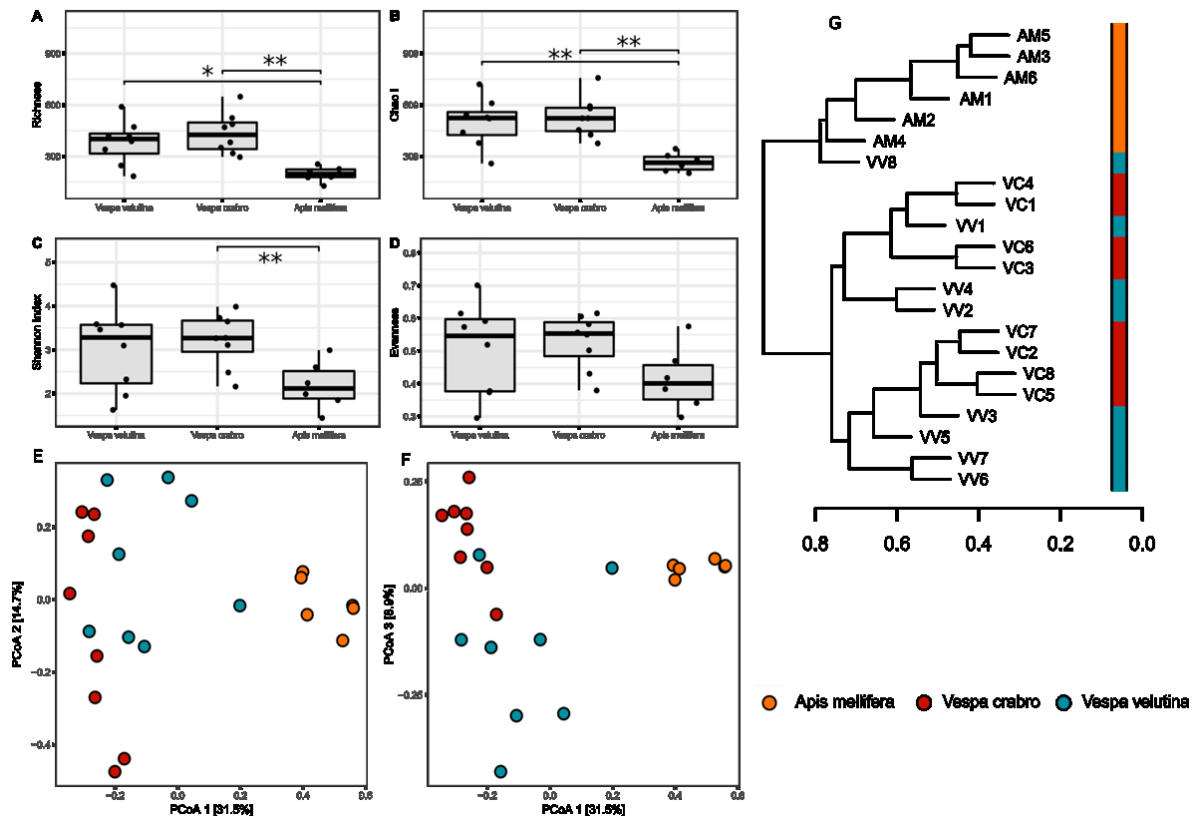 A
Richness
900
600
300
*
**
Vespa velutina
Vespa crabro
Apis mellifera
B
Chao I
900
600
300
**
**
Vespa velutina
Vespa crabro
Apis mellifera
C
Shannon Index
5
4
3
2
**
Vespa velutina
Vespa crabro
Apis mellifera
D
Evenness
0.8
0.7
0.6
0.5
0.4
0.3
Vespa velutina
Vespa crabro
Apis mellifera
E
PCoA 2 [14.7%]
0.2
0.0
−0.2
−0.4
−0.2
0.0
0.2
0.4
0.6
PCoA 1 [31.5%]
F
PCoA 3 [8.9%]
0.25
0.00
−0.25
−0.2
0.0
0.2
0.4
0.6
PCoA 1 [31.5%]
G
AM5
AM3
AM6
AM1
AM2
AM4
VV8
VC4
VC1
VV1
VC6
VC3
VV4
VV2
VC7
VC2
VC8
VC5
VV3
VV5
VV7
VV6
0.8 0.6 0.4 0.2 0.0
Apis mellifera Vespa crabro Vespa velutina